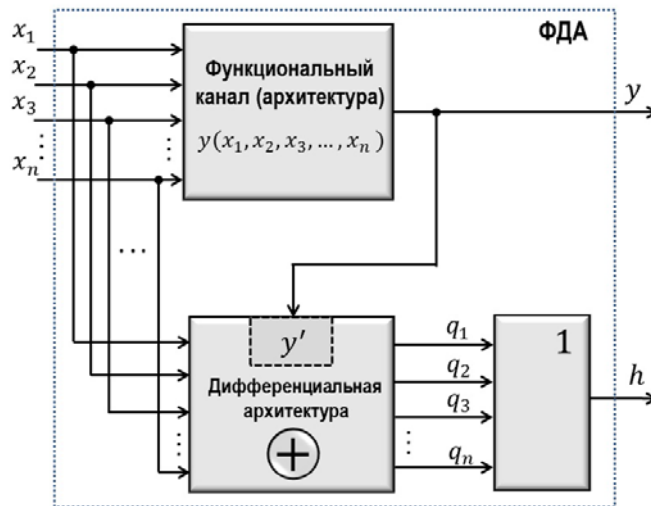 ФДА
x₁
x₂
x₃
⋮
xₙ
Функциональный
канал (архитектура)
y(x₁, x₂, x₃, …, xₙ)
⋮
y
…
y′
Дифференциальная
архитектура
+
⋮
q₁
q₂
q₃
⋮
qₙ
1
h